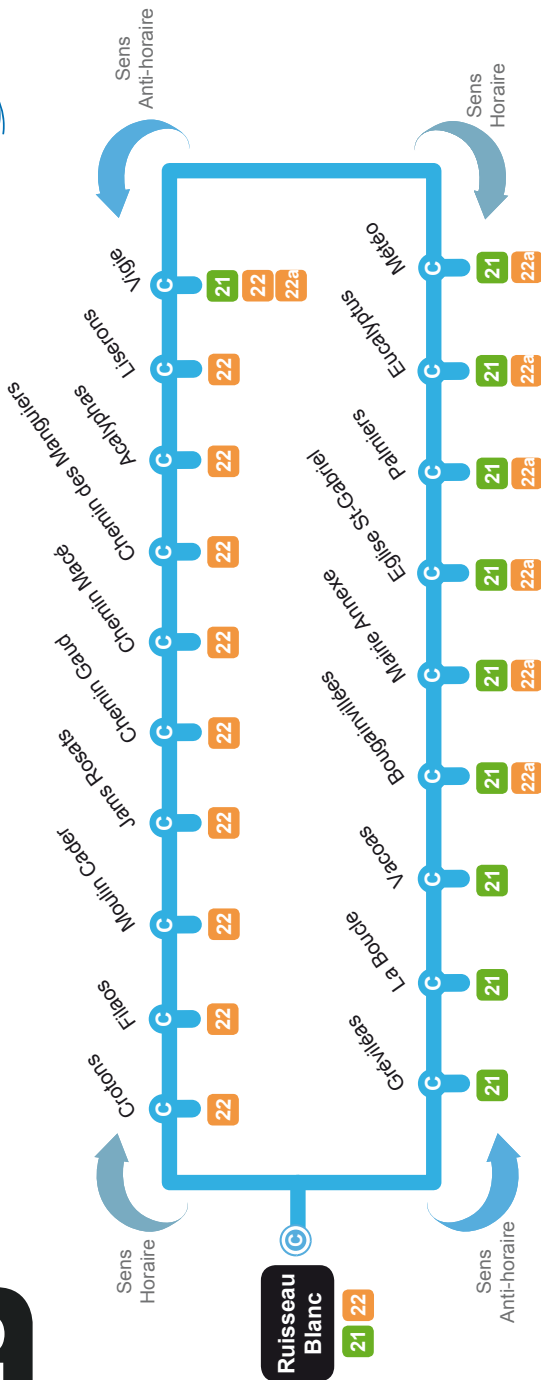 Sens
Horaire
Crotons
C
22
Filaos
C
22
Moulin Cader
C
22
Jams Rosats
C
22
Chemin Gaud
C
22
Chemin Macé
C
22
Chemin des Manguiers
C
22
Acalyphas
C
22
Liserons
C
22
Vigie
C
21
22
22a
Sens
Anti-horaire
C
Ruisseau
Blanc
21 22
Sens
Anti-horaire
Gréviléas
C
21
La Boucle
C
21
Vacoas
C
21
Bougainvillées
C
21
22a
Mairie Annexe
C
21
22a
Eglise St-Gabriel
C
21
22a
Palmiers
C
21
22a
Eucalyptus
C
21
22a
Météo
C
21
22a
Sens
Horaire